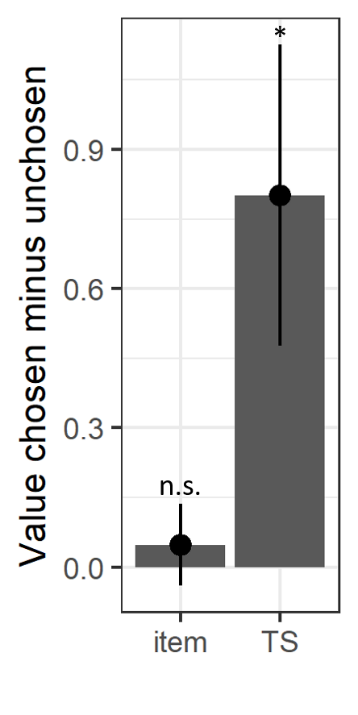 Value chosen minus unchosen
0.9
0.6
0.3
0.0
*
n.s.
item
TS